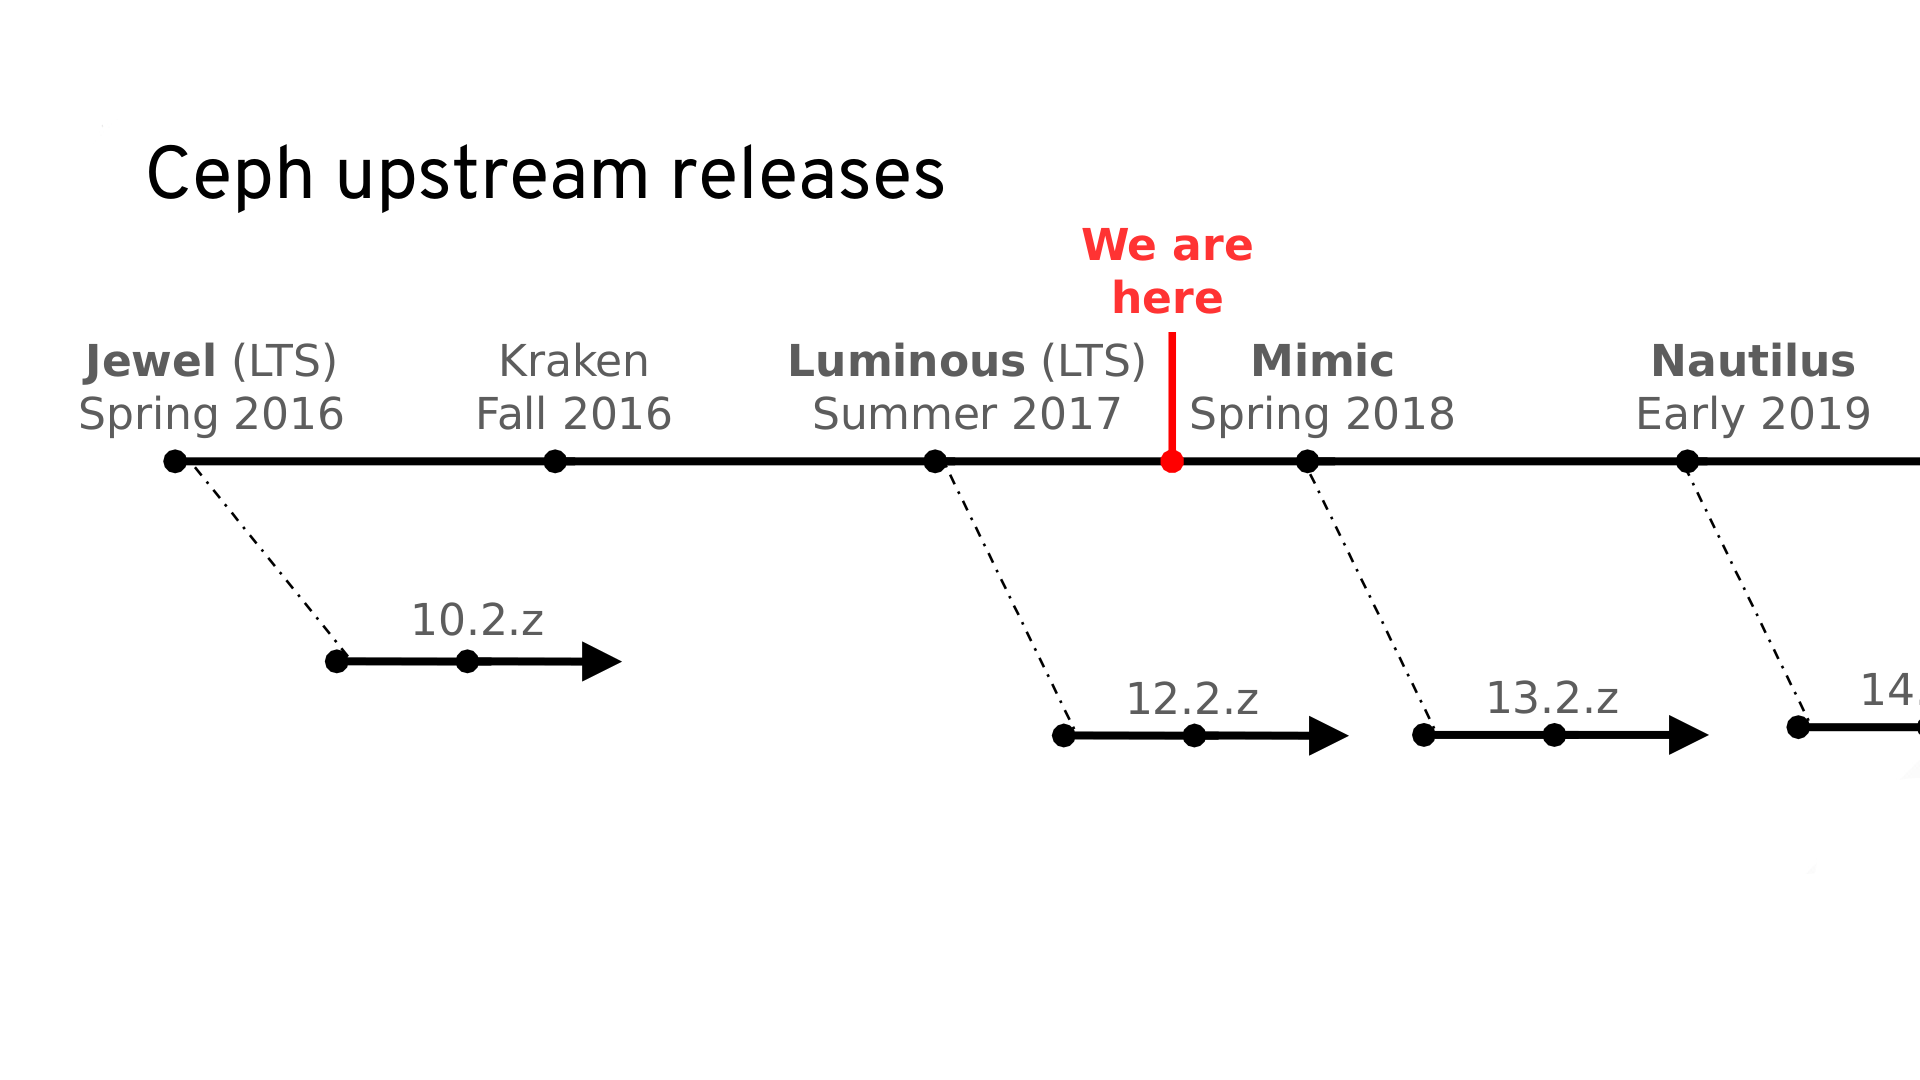 Ceph upstream releases
We are
here
Jewel (LTS)
Spring 2016
Kraken
Fall 2016
Luminous (LTS)
Summer 2017
Mimic
Spring 2018
Nautilus
Early 2019
10.2.z
12.2.z
13.2.z
14.